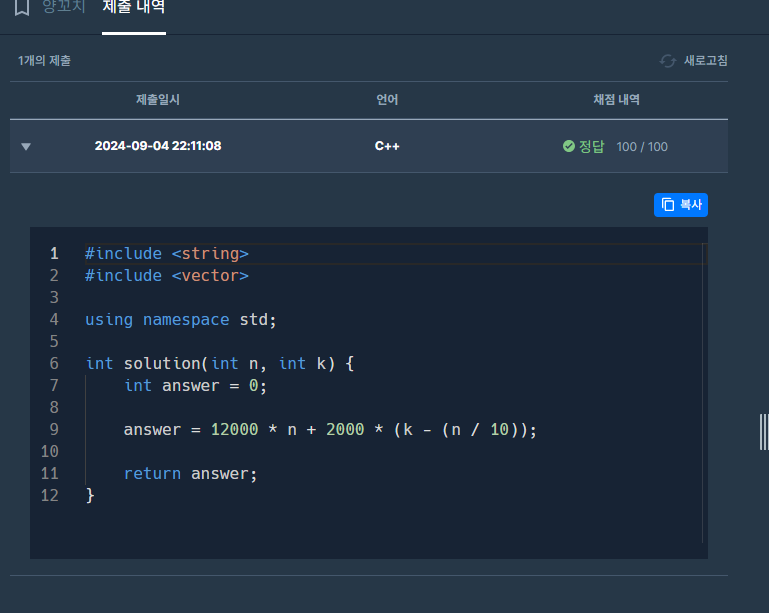 양꼬치 제출 내역
1개의 제출 새로고침
제출일시 언어 채점 내역
2024-09-04 22:11:08 C++ 정답 100 / 100
복사
1 #include <string>
2 #include <vector>
3
4 using namespace std;
5
6 int solution(int n, int k) {
7 int answer = 0;
8
9 answer = 12000 * n + 2000 * (k - (n / 10));
10
11 return answer;
12 }